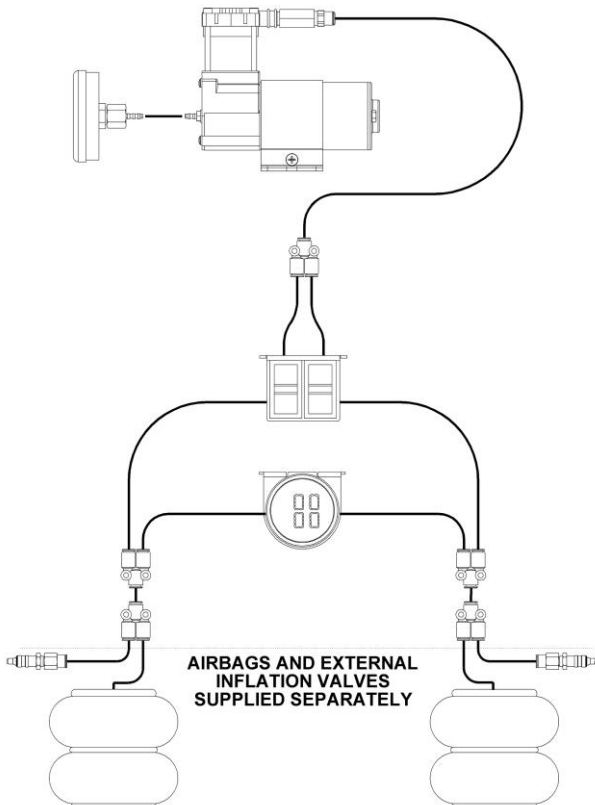 AIRBAGS AND EXTERNAL
INFLATION VALVES
SUPPLIED SEPARATELY